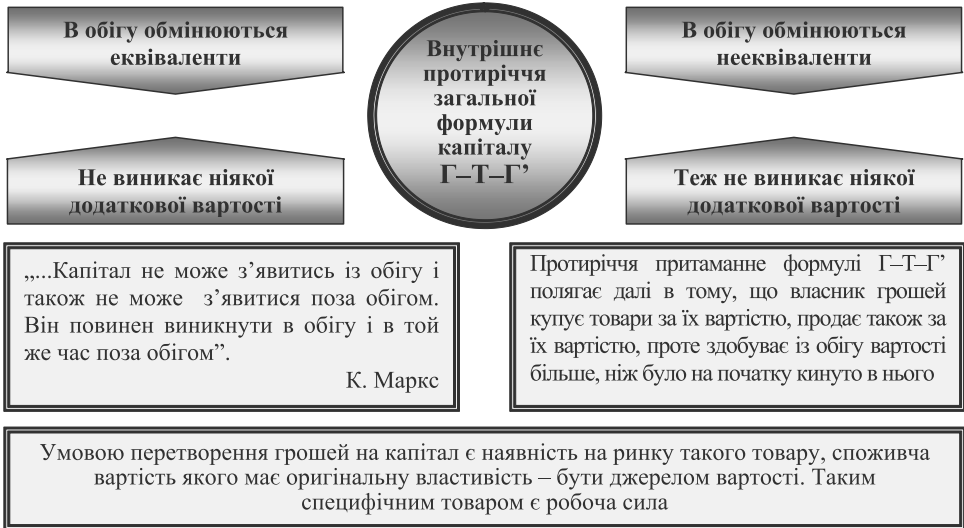 В обігу обмінюються
еквіваленти
Не виникає ніякої
додаткової вартості
Внутрішнє
протиріччя
загальної
формули
капіталу
Г–Т–Г’
В обігу обмінюються
нееквіваленти
Теж не виникає ніякої
додаткової вартості
„...Капітал не може з’явитись із обігу і
також не може з’явитися поза обігом.
Він повинен виникнути в обігу і в той
же час поза обігом”.
К. Маркс
Протиріччя притаманне формулі Г–Т–Г’
полягає далі в тому, що власник грошей
купує товари за їх вартістю, продає також за
їх вартістю, проте здобуває із обігу вартості
більше, ніж було на початку кинуто в нього
Умовою перетворення грошей на капітал є наявність на ринку такого товару, споживча
вартість якого має оригінальну властивість – бути джерелом вартості. Таким
специфічним товаром є робоча сила